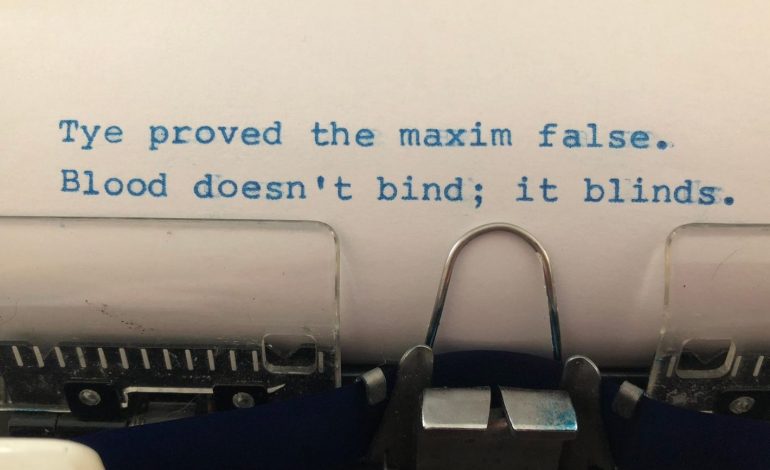 Tye proved the maxim false.
Blood doesn't bind; it blinds.